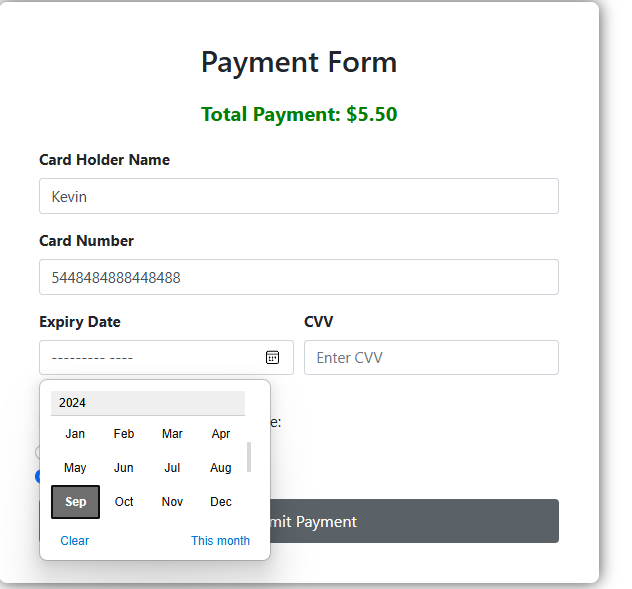 Payment Form
Total Payment: $5.50
Card Holder Name
Kevin
Card Number
5448484888448488
Expiry Date CVV
--------- ---- Enter CVV
2024
Jan Feb Mar Apr
e:
May Jun Jul Aug
Sep Oct Nov Dec
mit Payment
Clear This month